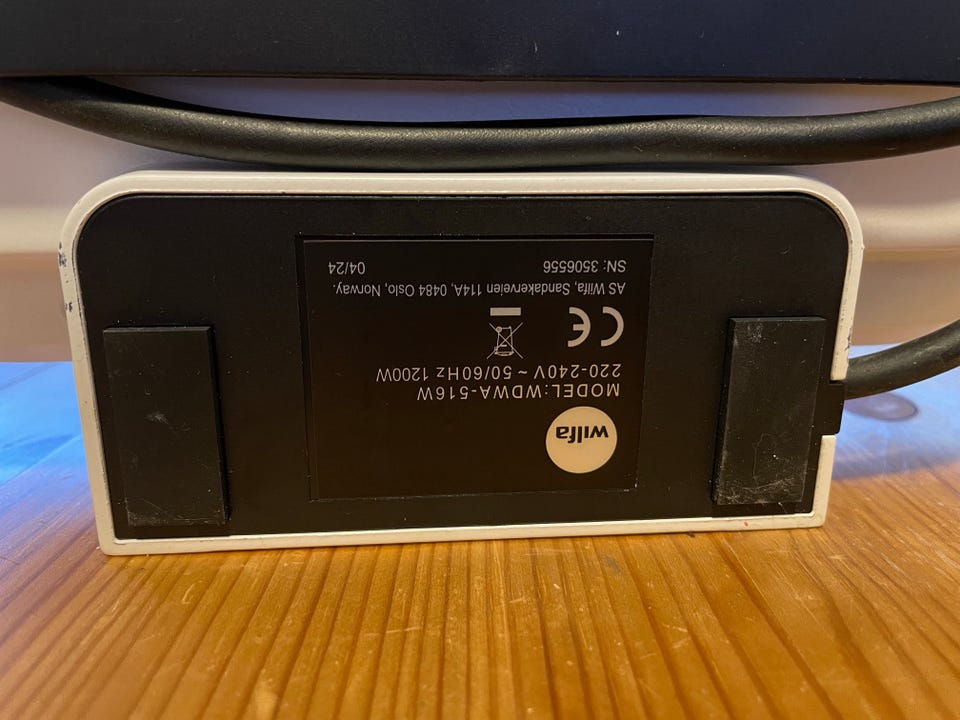 wilfa
MODEL:WDWA-516W
220-240V ~ 50/60Hz 1200W
CE
AS Wilfa, Sandakerveien 114A, 0484 Oslo, Norway.
SN: 3506556 04/24